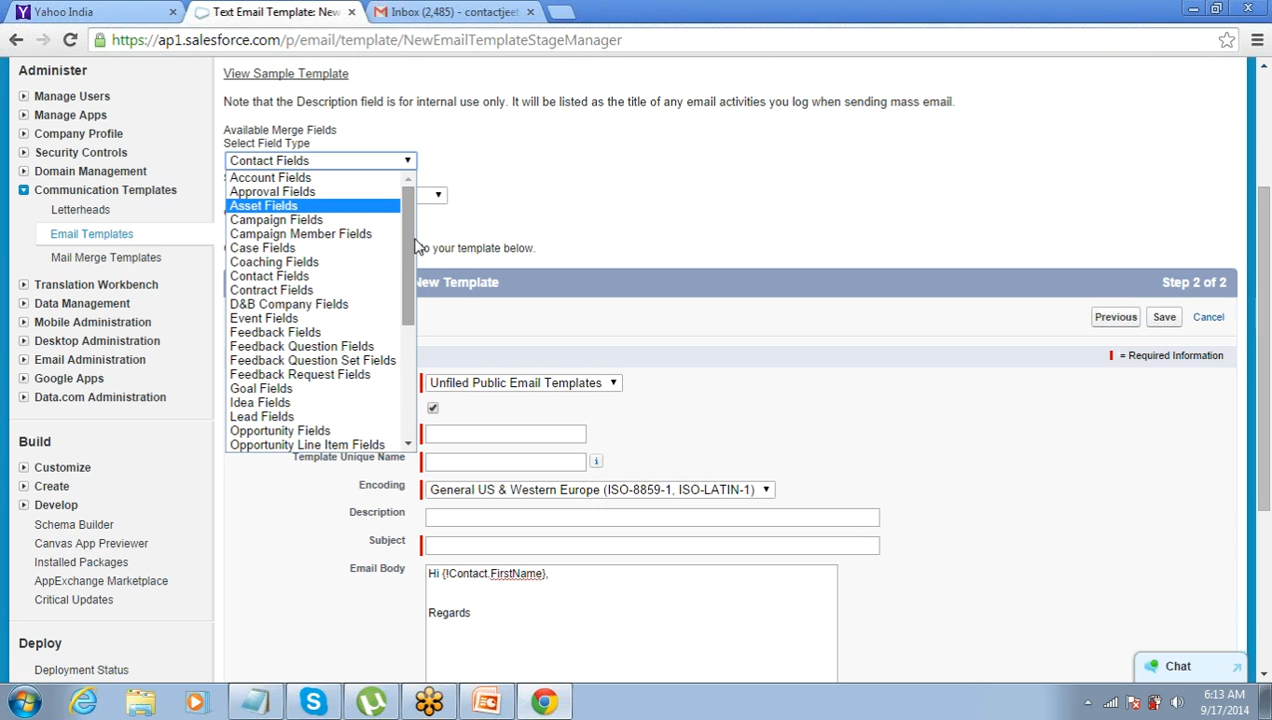 Yahoo India
Text Email Template: New
Inbox (2,485) - contactjeet
https://ap1.salesforce.com/p/email/template/NewEmailTemplateStageManager
Administer
Manage Users
Manage Apps
Company Profile
Security Controls
Domain Management
Communication Templates
Letterheads
Email Templates
Mail Merge Templates
Translation Workbench
Data Management
Mobile Administration
Desktop Administration
Email Administration
Google Apps
Data.com Administration
Build
Customize
Create
Develop
Schema Builder
Canvas App Previewer
Installed Packages
AppExchange Marketplace
Critical Updates
Deploy
Deployment Status
View Sample Template
Note that the Description field is for internal use only. It will be listed as the title of any email activities you log when sending mass email.
Available Merge Fields
Select Field Type
Contact Fields
Account Fields
Approval Fields
Asset Fields
Campaign Fields
Campaign Member Fields
Case Fields
Coaching Fields
Contact Fields
Contract Fields
D&B Company Fields
Event Fields
Feedback Fields
Feedback Question Fields
Feedback Question Set Fields
Feedback Request Fields
Goal Fields
Idea Fields
Lead Fields
Opportunity Fields
Opportunity Line Item Fields
to your template below.
New Template
Step 2 of 2
Previous
Save
Cancel
= Required Information
Unfiled Public Email Templates
Template Unique Name
Encoding
General US & Western Europe (ISO-8859-1, ISO-LATIN-1)
Description
Subject
Email Body
Hi {!Contact.FirstName},
Regards
Chat
6:13 AM
9/17/2014